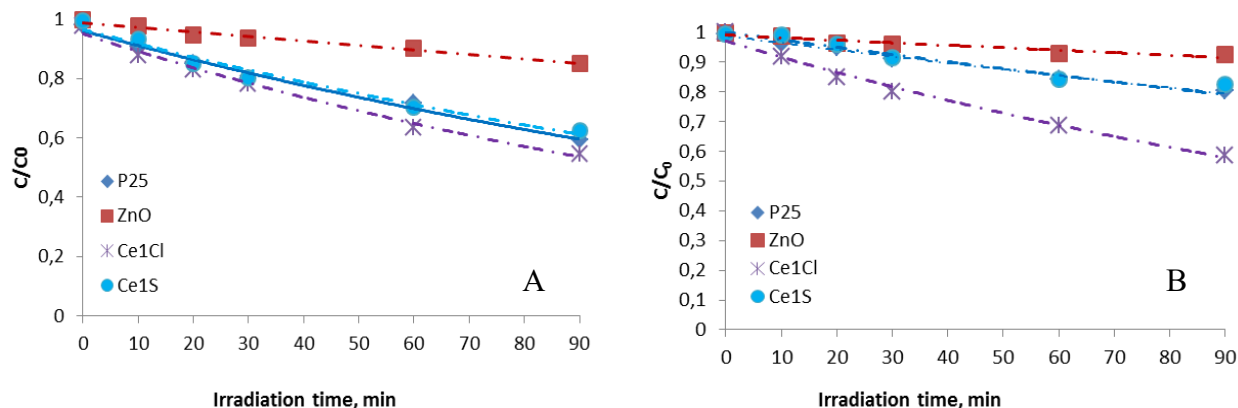 1
0,8
0,6
0,4
0,2
0
C/C0
P25
ZnO
Ce1Cl
Ce1S
A
0 10 20 30 40 50 60 70 80 90
Irradiation time, min
1
0,9
0,8
0,7
0,6
0,5
0,4
0,3
0,2
0,1
0
C/C₀
P25
ZnO
Ce1Cl
Ce1S
B
0 10 20 30 40 50 60 70 80 90
Irradiation time, min